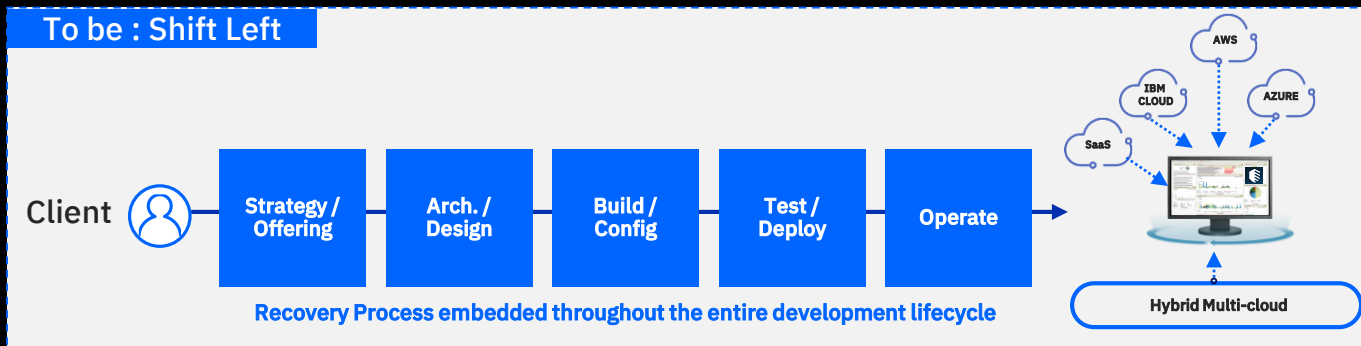 To be : Shift Left
Client
Strategy /
Offering
Arch. /
Design
Build /
Config
Test /
Deploy
Operate
Recovery Process embedded throughout the entire development lifecycle
AWS
IBM
CLOUD
AZURE
SaaS
Hybrid Multi-cloud